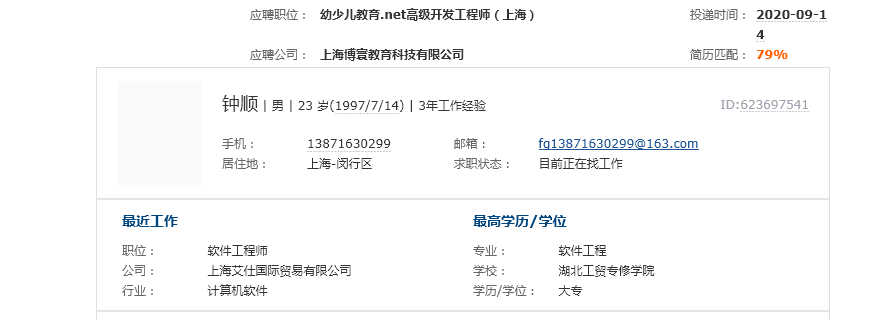 应聘职位： 幼少儿教育.net高级开发工程师（上海） 投递时间： 2020-09-14
应聘公司： 上海博寰教育科技有限公司 简历匹配： 79%
钟顺 | 男 | 23 岁(1997/7/14) | 3年工作经验 ID:623697541
手机： 13871630299 邮箱： fq13871630299@163.com
居住地： 上海-闵行区 求职状态： 目前正在找工作
最近工作 最高学历/学位
职位： 软件工程师 专业： 软件工程
公司： 上海艾仕国际贸易有限公司 学校： 湖北工贸专修学院
行业： 计算机软件 学历/学位： 大专